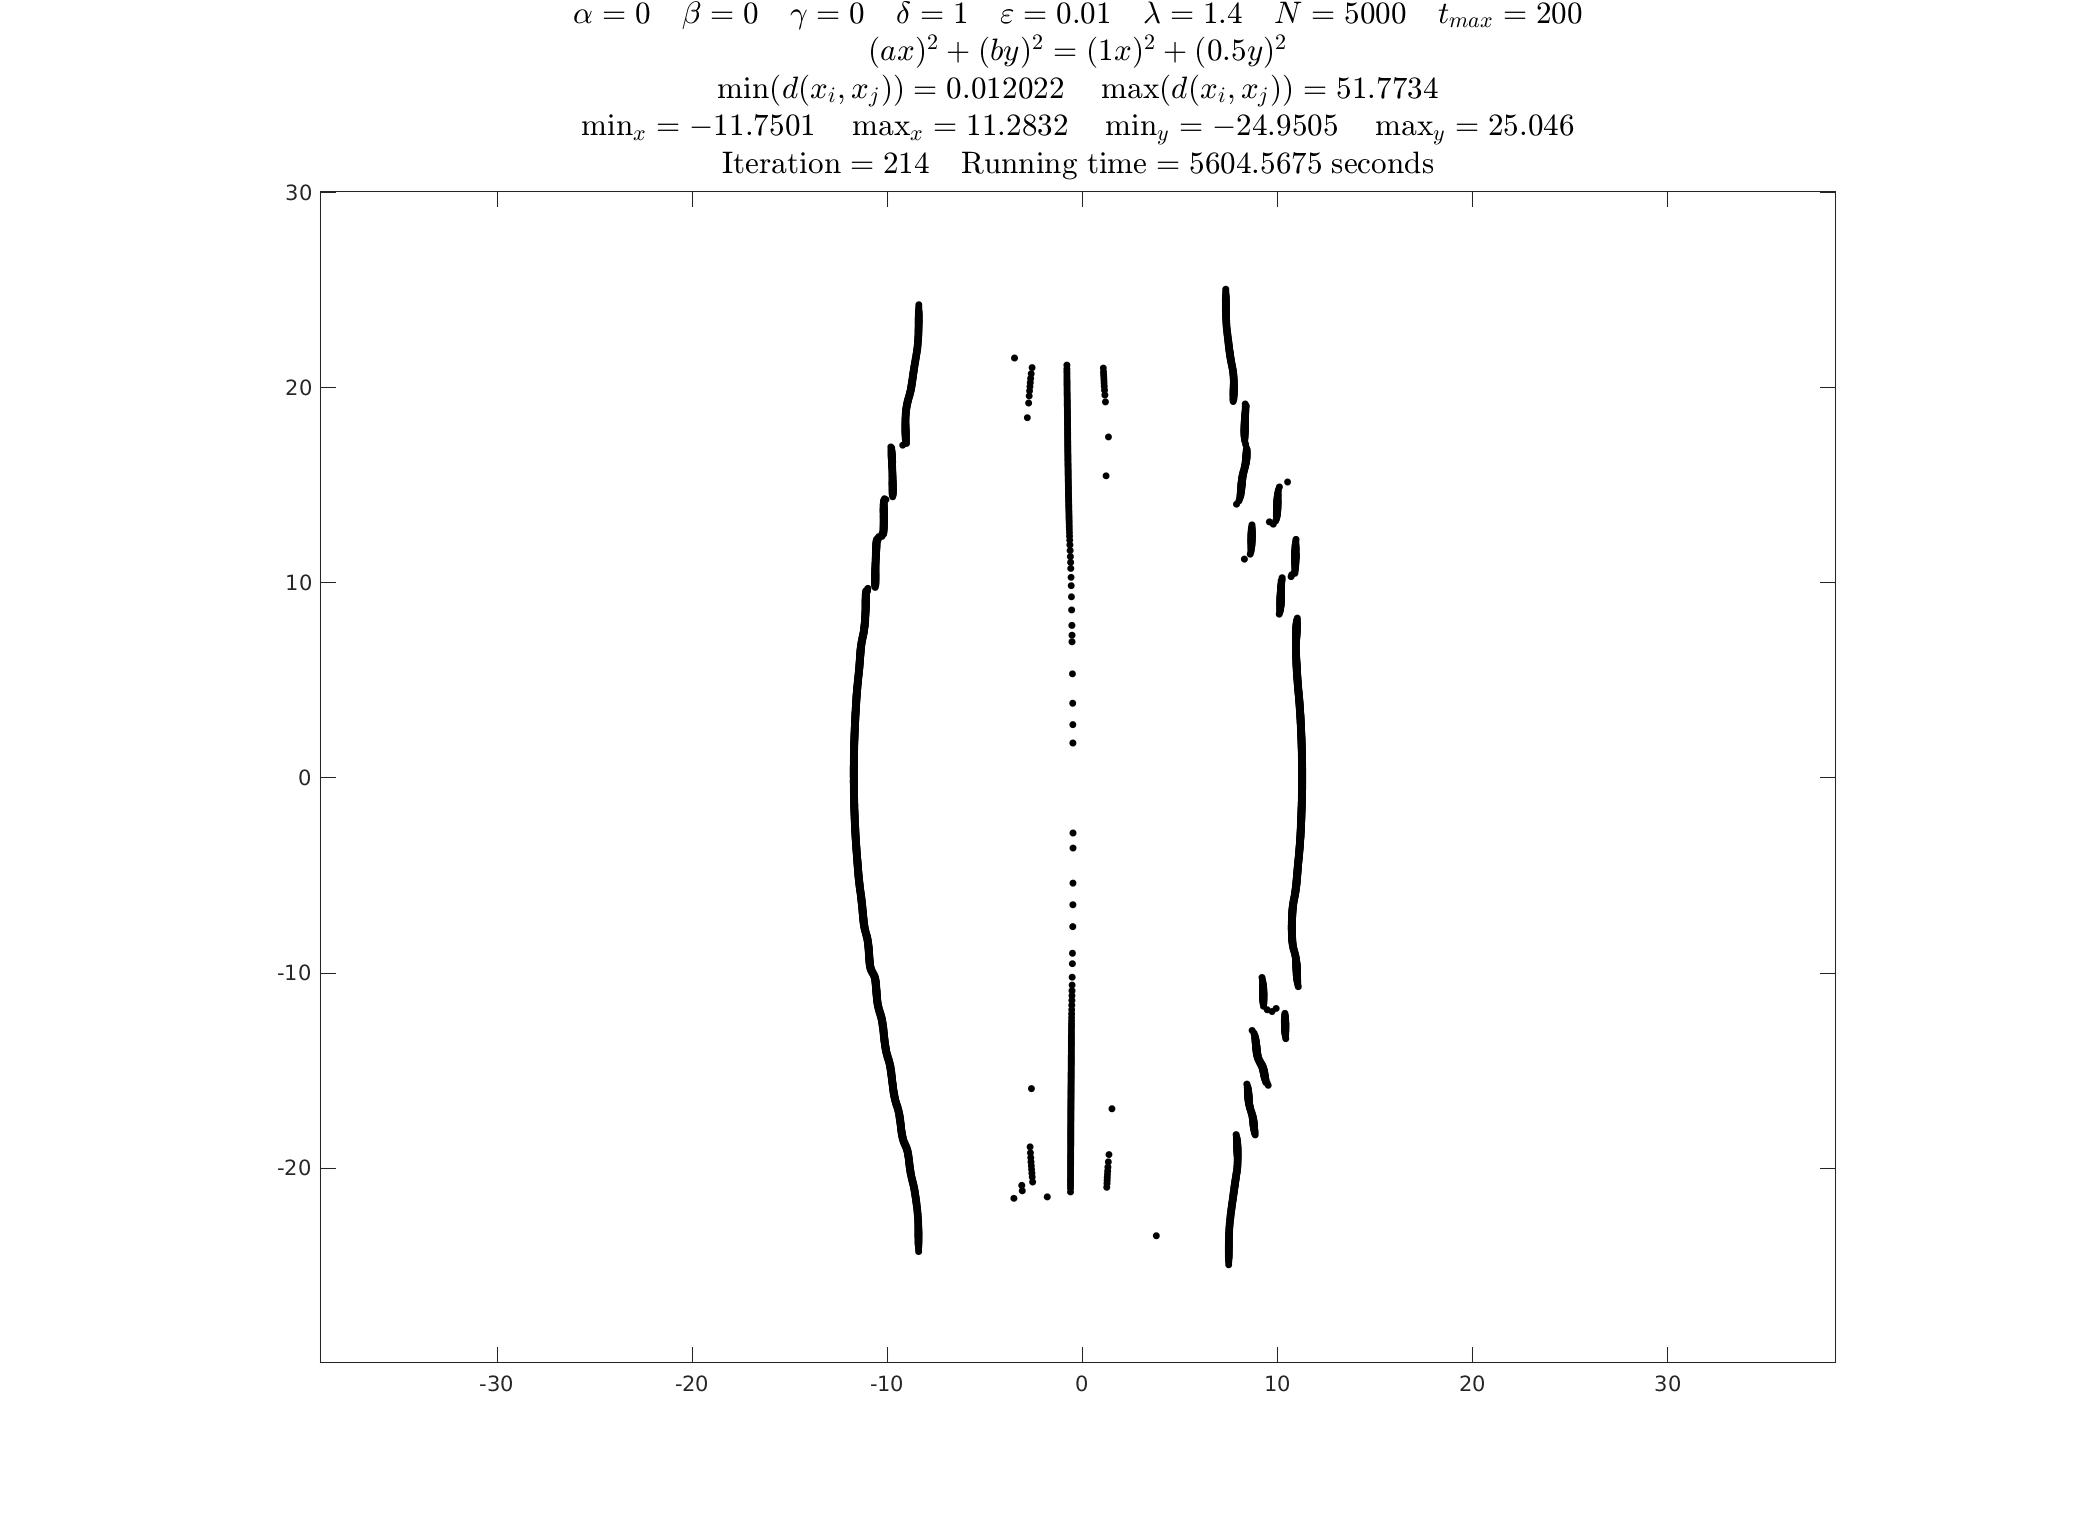 α = 0 β = 0 γ = 0 δ = 1 ε = 0.01 λ = 1.4 N = 5000 t_max = 200
(ax)² + (by)² = (1x)² + (0.5y)²
min(d(x_i, x_j)) = 0.012022 max(d(x_i, x_j)) = 51.7734
min_x = −11.7501 max_x = 11.2832 min_y = −24.9505 max_y = 25.046
Iteration = 214 Running time = 5604.5675 seconds
30
20
10
0
-10
-20
-30 -20 -10 0 10 20 30